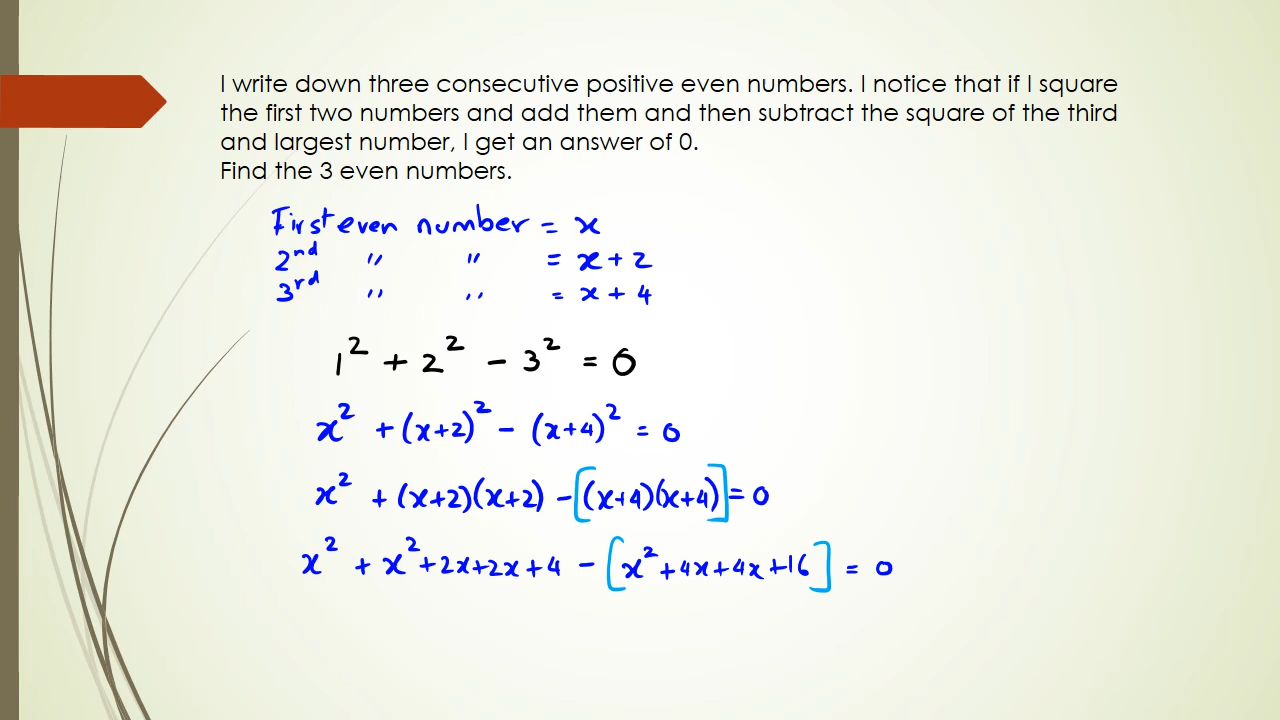 I write down three consecutive positive even numbers. I notice that if I square
the first two numbers and add them and then subtract the square of the third
and largest number, I get an answer of 0.
Find the 3 even numbers.
First even number = x
2nd " " = x + 2
3rd " " = x + 4
1² + 2² - 3² = 0
x² + (x+2)² - (x+4)² = 0
x² + (x+2)(x+2) - [(x+4)(x+4)] = 0
x² + x² + 2x + 2x + 4 - [x² + 4x + 4x + 16] = 0